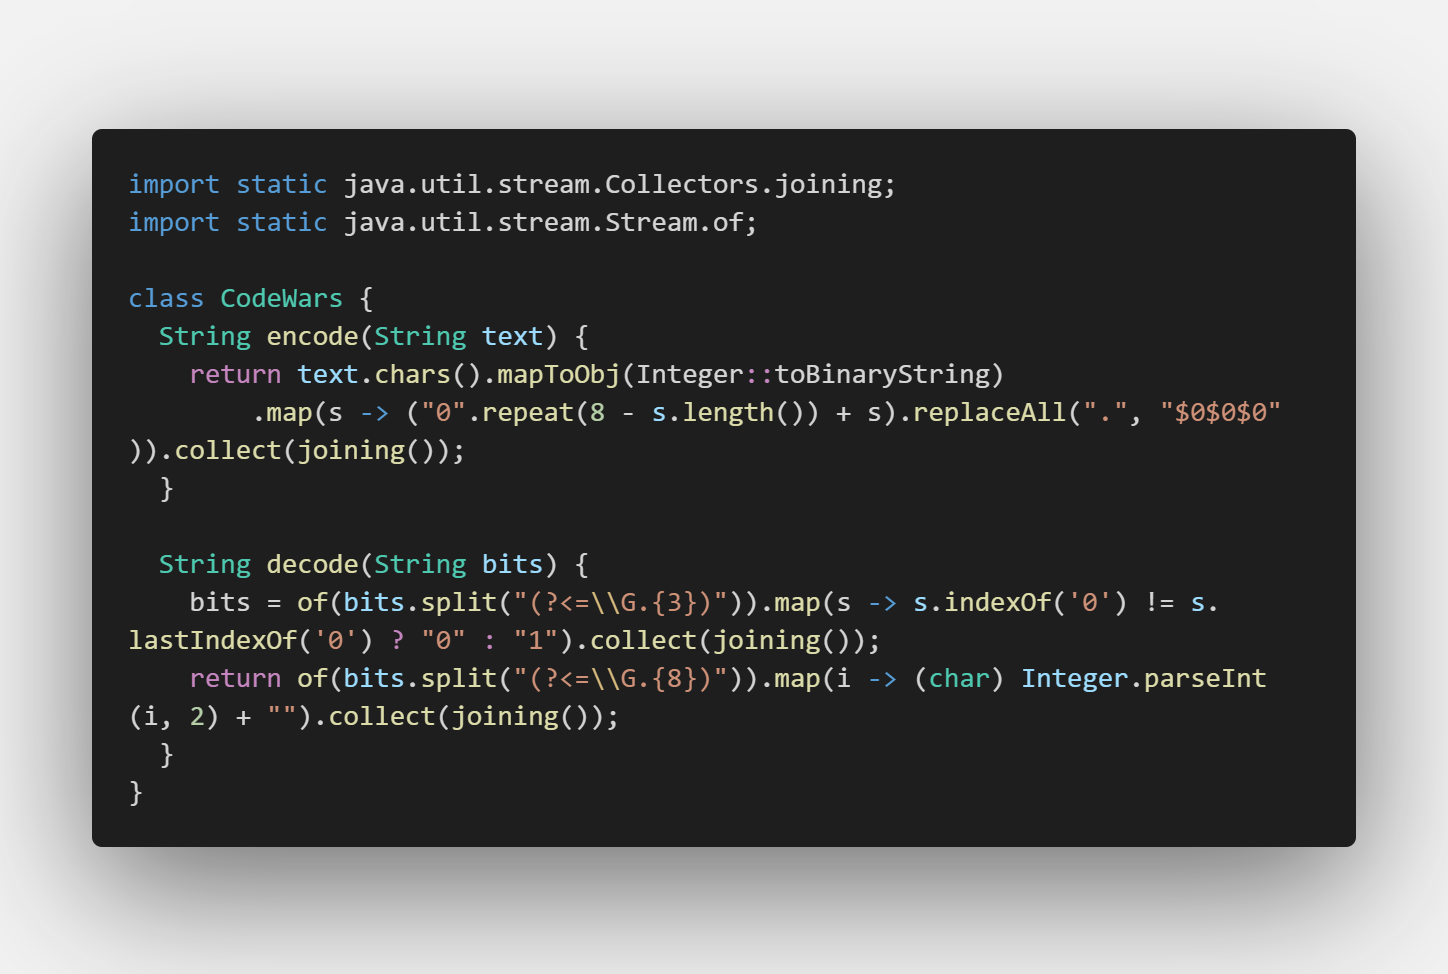 import static java.util.stream.Collectors.joining;
import static java.util.stream.Stream.of;

class CodeWars {
  String encode(String text) {
    return text.chars().mapToObj(Integer::toBinaryString)
        .map(s -> ("0".repeat(8 - s.length()) + s).replaceAll(".", "$0$0$0"
)).collect(joining());
  }

  String decode(String bits) {
    bits = of(bits.split("(?<=\\G.{3})")).map(s -> s.indexOf('0') != s.
lastIndexOf('0') ? "0" : "1").collect(joining());
    return of(bits.split("(?<=\\G.{8})")).map(i -> (char) Integer.parseInt
(i, 2) + "").collect(joining());
  }
}